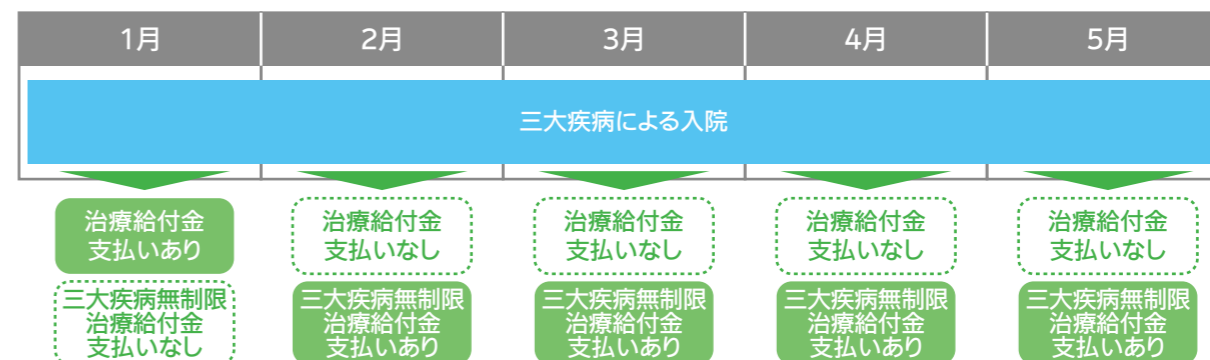 1月
2月
3月
4月
5月
三大疾病による入院
治療給付金
支払いあり
治療給付金
支払いなし
治療給付金
支払いなし
治療給付金
支払いなし
治療給付金
支払いなし
三大疾病無制限
治療給付金
支払いなし
三大疾病無制限
治療給付金
支払いあり
三大疾病無制限
治療給付金
支払いあり
三大疾病無制限
治療給付金
支払いあり
三大疾病無制限
治療給付金
支払いあり